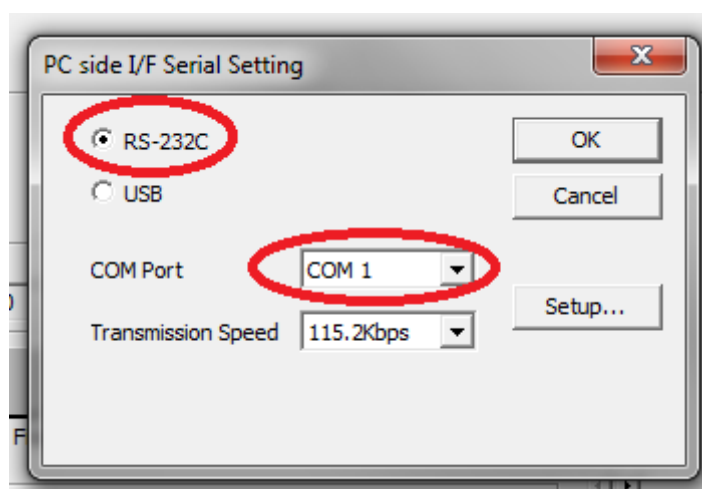 PC side I/F Serial Setting
RS-232C
OK
USB
Cancel
COM Port COM 1
Setup...
Transmission Speed 115.2Kbps
F